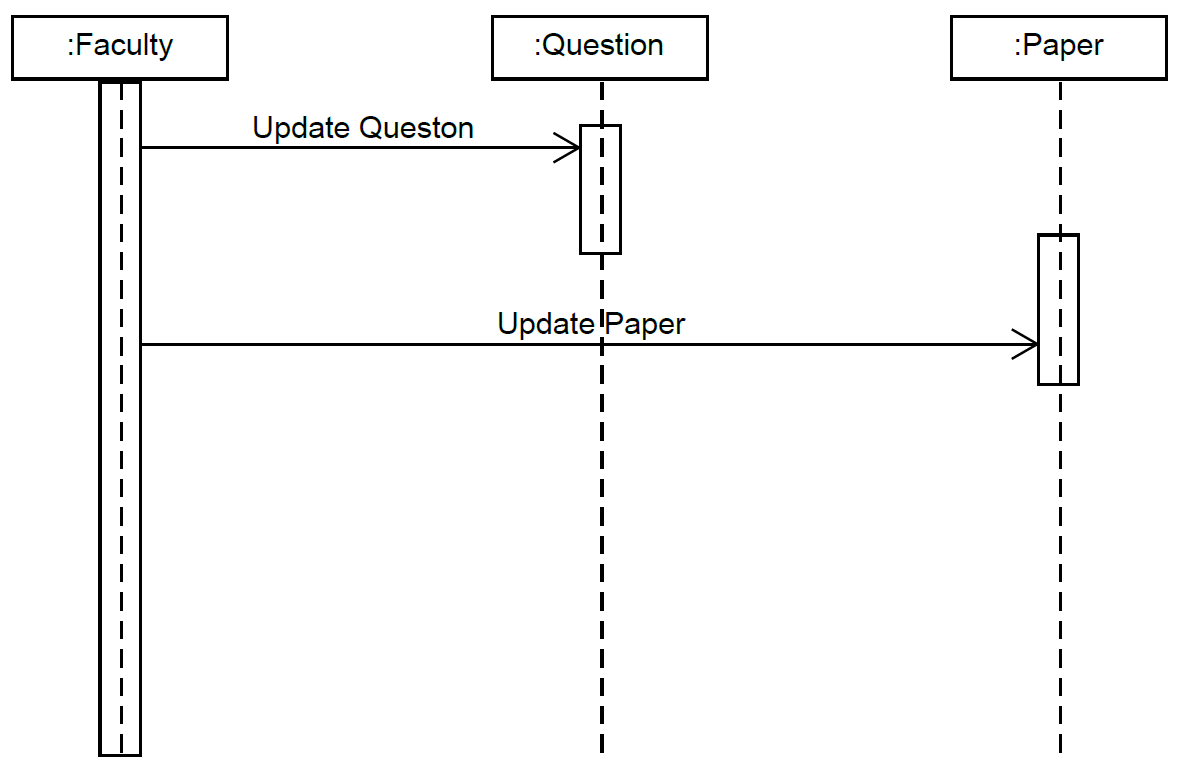 :Faculty
:Question
:Paper
Update Queston
Update Paper